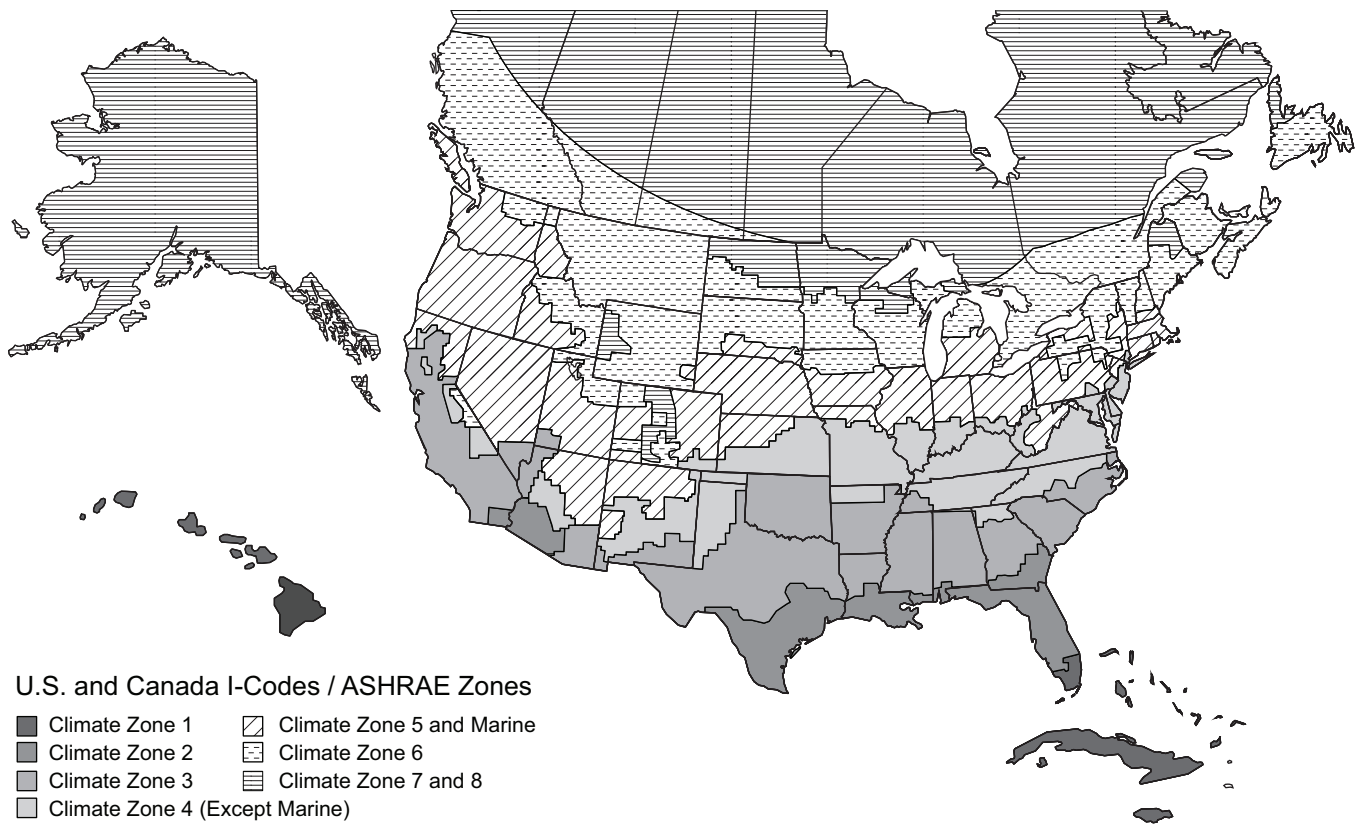 U.S. and Canada I-Codes / ASHRAE Zones
Climate Zone 1
Climate Zone 2
Climate Zone 3
Climate Zone 4 (Except Marine)
Climate Zone 5 and Marine
Climate Zone 6
Climate Zone 7 and 8